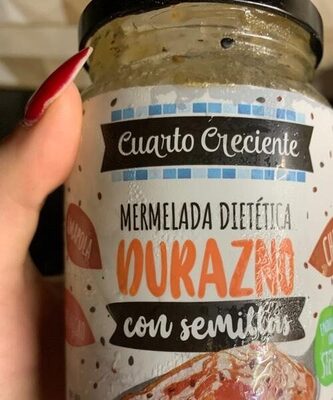 Cuarto Creciente
MERMELADA DIETÉTICA
DURAZNO
con semillas